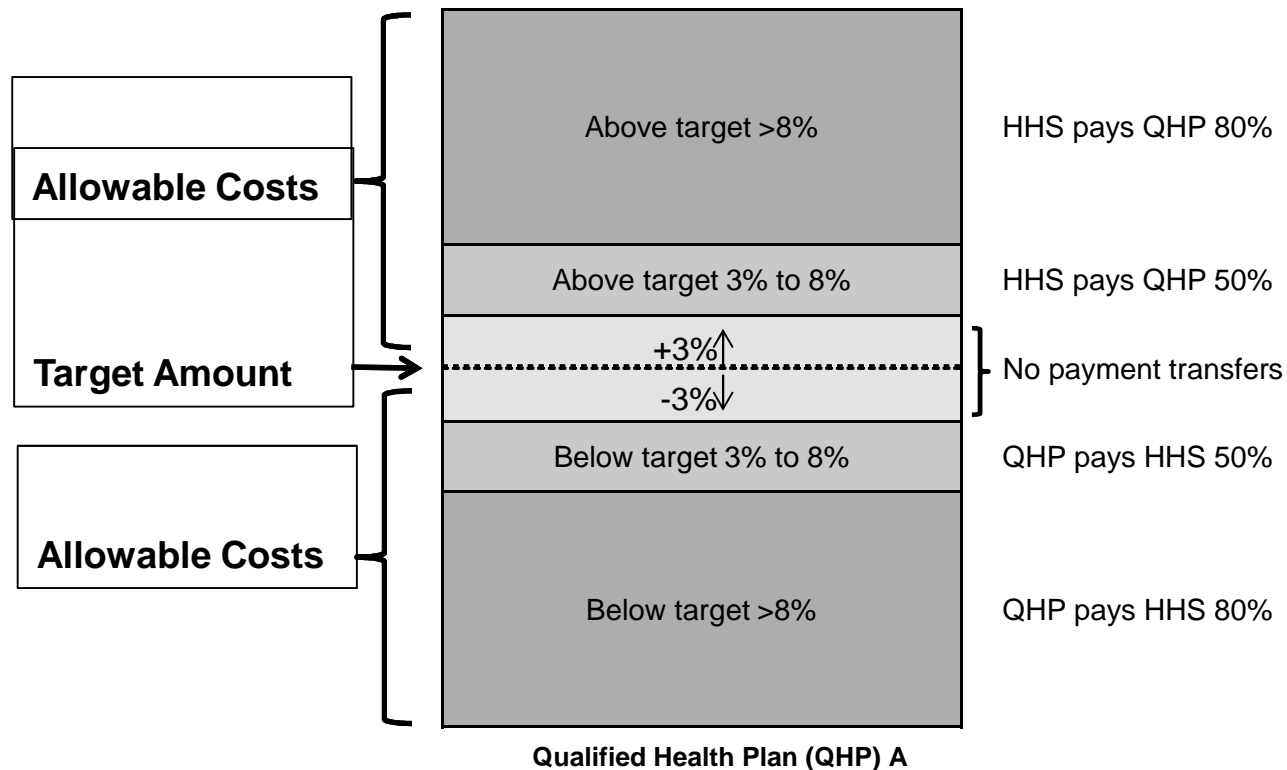 Above target >8%
HHS pays QHP 80%
Allowable Costs
Above target 3% to 8%
HHS pays QHP 50%
+3%
Target Amount
No payment transfers
-3%
Below target 3% to 8%
QHP pays HHS 50%
Allowable Costs
Below target >8%
QHP pays HHS 80%
Qualified Health Plan (QHP) A